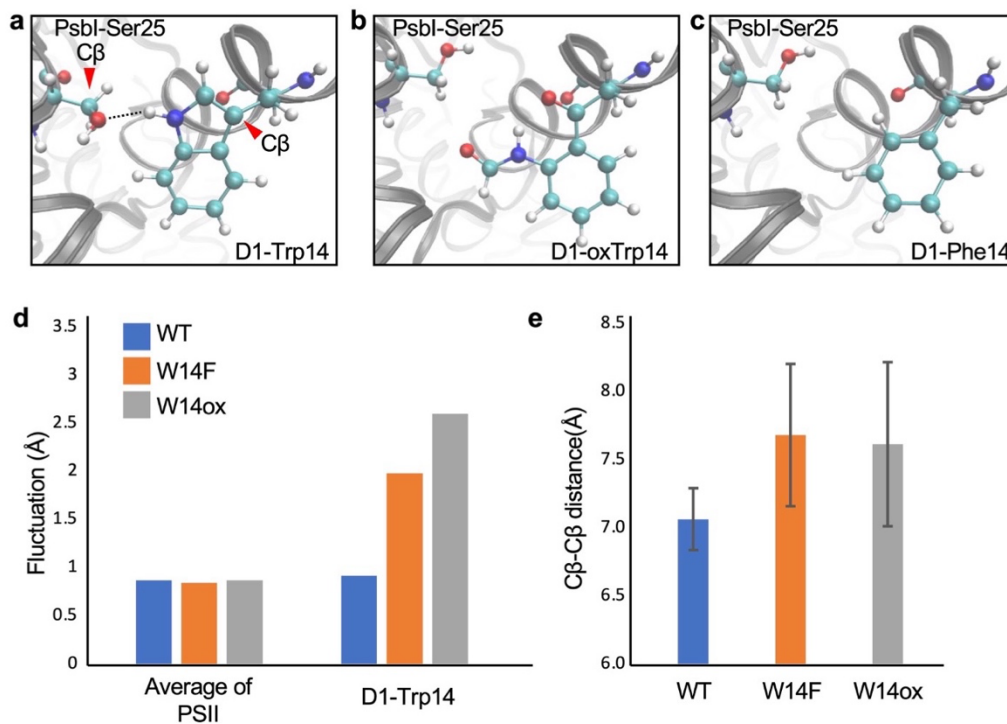 a
PsbI-Ser25
Cβ
Cβ
D1-Trp14
b
PsbI-Ser25
D1-oxTrp14
c
PsbI-Ser25
D1-Phe14
d
WT
W14F
W14ox
Fluctuation (Å)
3.5
3
2.5
2
1.5
1
0.5
0
Average of
PSII
D1-Trp14
e
Cβ-Cβ distance(Å)
8.5
8.0
7.5
7.0
6.5
6.0
WT
W14F
W14ox